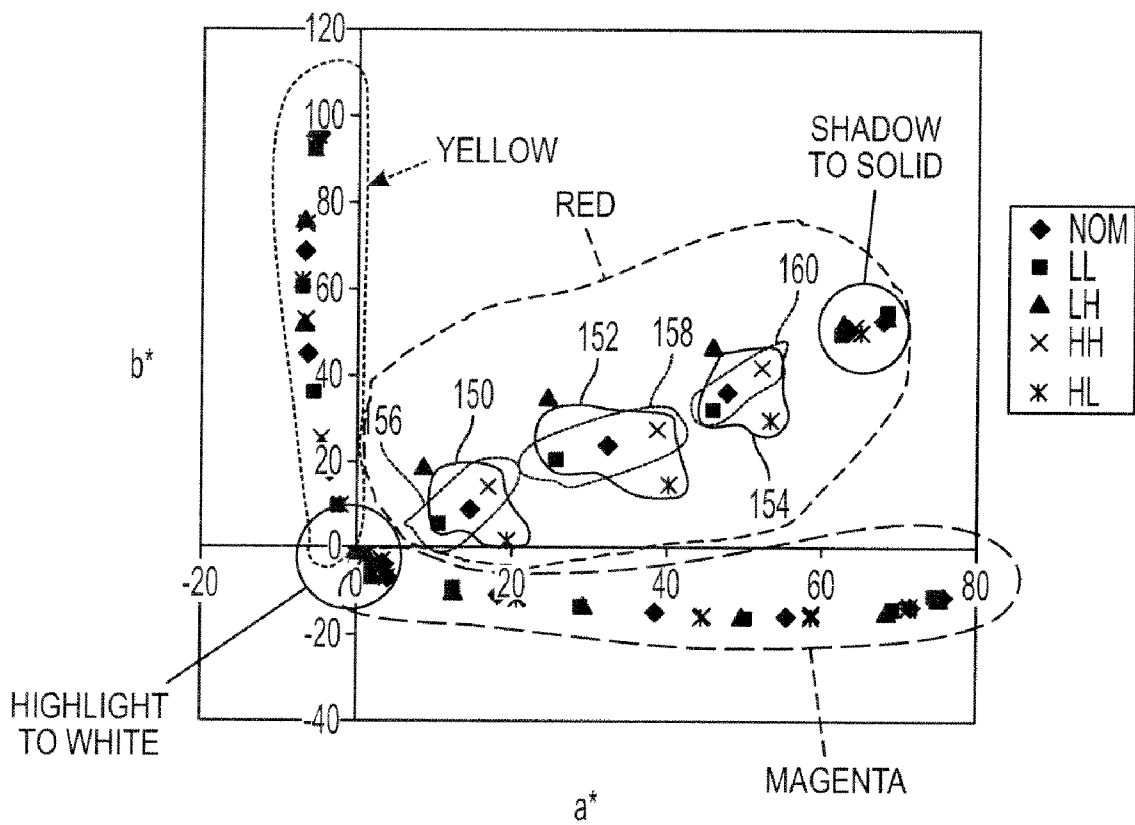 120
100
80
60
40
20
0
-20
-40
-20
0
20
40
60
80
b*
a*
YELLOW
RED
SHADOW
TO SOLID
156
150
152
158
160
154
HIGHLIGHT
TO WHITE
MAGENTA
NOM
LL
LH
HH
HL